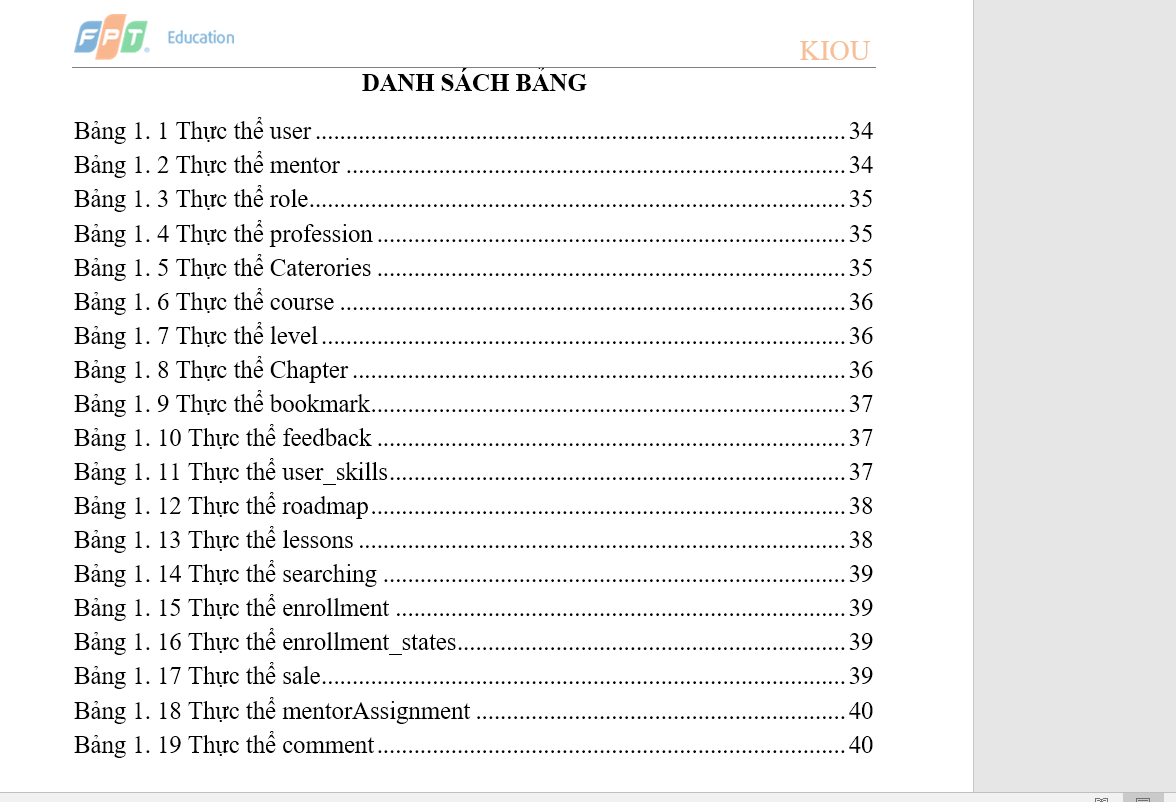 FPT Education
KIOU
DANH SÁCH BẢNG
Bảng 1. 1 Thực thể user ........................................................................................ 34
Bảng 1. 2 Thực thể mentor ................................................................................... 34
Bảng 1. 3 Thực thể role......................................................................................... 35
Bảng 1. 4 Thực thể profession .............................................................................. 35
Bảng 1. 5 Thực thể Caterories .............................................................................. 35
Bảng 1. 6 Thực thể course .................................................................................... 36
Bảng 1. 7 Thực thể level ....................................................................................... 36
Bảng 1. 8 Thực thể Chapter .................................................................................. 36
Bảng 1. 9 Thực thể bookmark............................................................................... 37
Bảng 1. 10 Thực thể feedback .............................................................................. 37
Bảng 1. 11 Thực thể user_skills............................................................................ 37
Bảng 1. 12 Thực thể roadmap............................................................................... 38
Bảng 1. 13 Thực thể lessons ................................................................................. 38
Bảng 1. 14 Thực thể searching ............................................................................. 39
Bảng 1. 15 Thực thể enrollment ........................................................................... 39
Bảng 1. 16 Thực thể enrollment_states................................................................. 39
Bảng 1. 17 Thực thể sale....................................................................................... 39
Bảng 1. 18 Thực thể mentorAssignment .............................................................. 40
Bảng 1. 19 Thực thể comment.............................................................................. 40